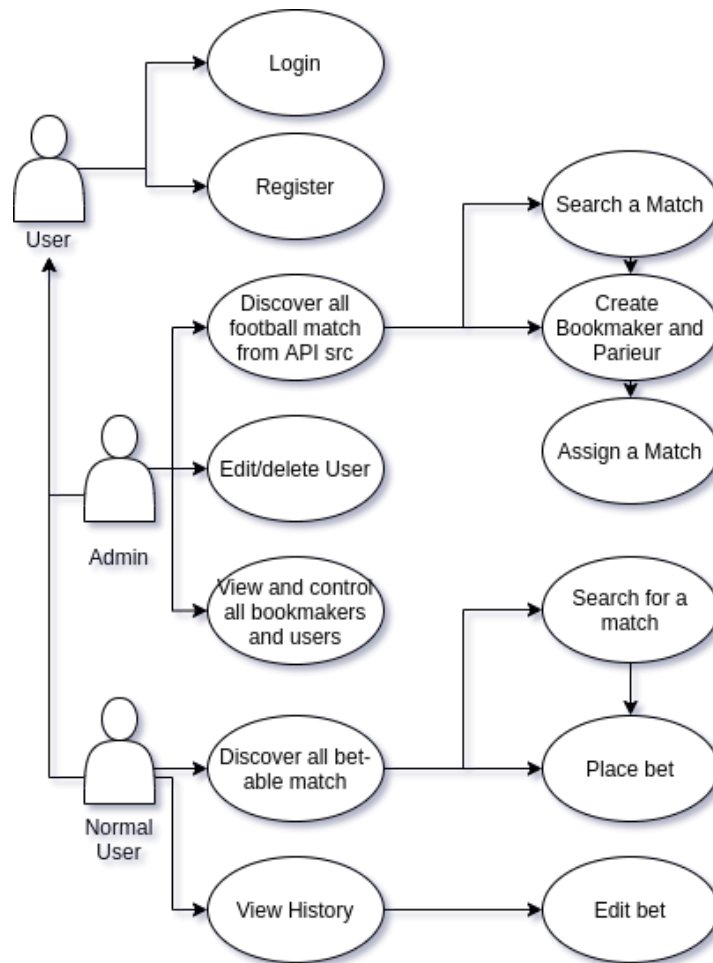 Login
Register
User
Search a Match
Discover all
football match
from API src
Create
Bookmaker and
Parieur
Assign a Match
Edit/delete User
Admin
View and control
all bookmakers
and users
Search for a
match
Discover all bet-
able match
Place bet
Normal
User
View History
Edit bet